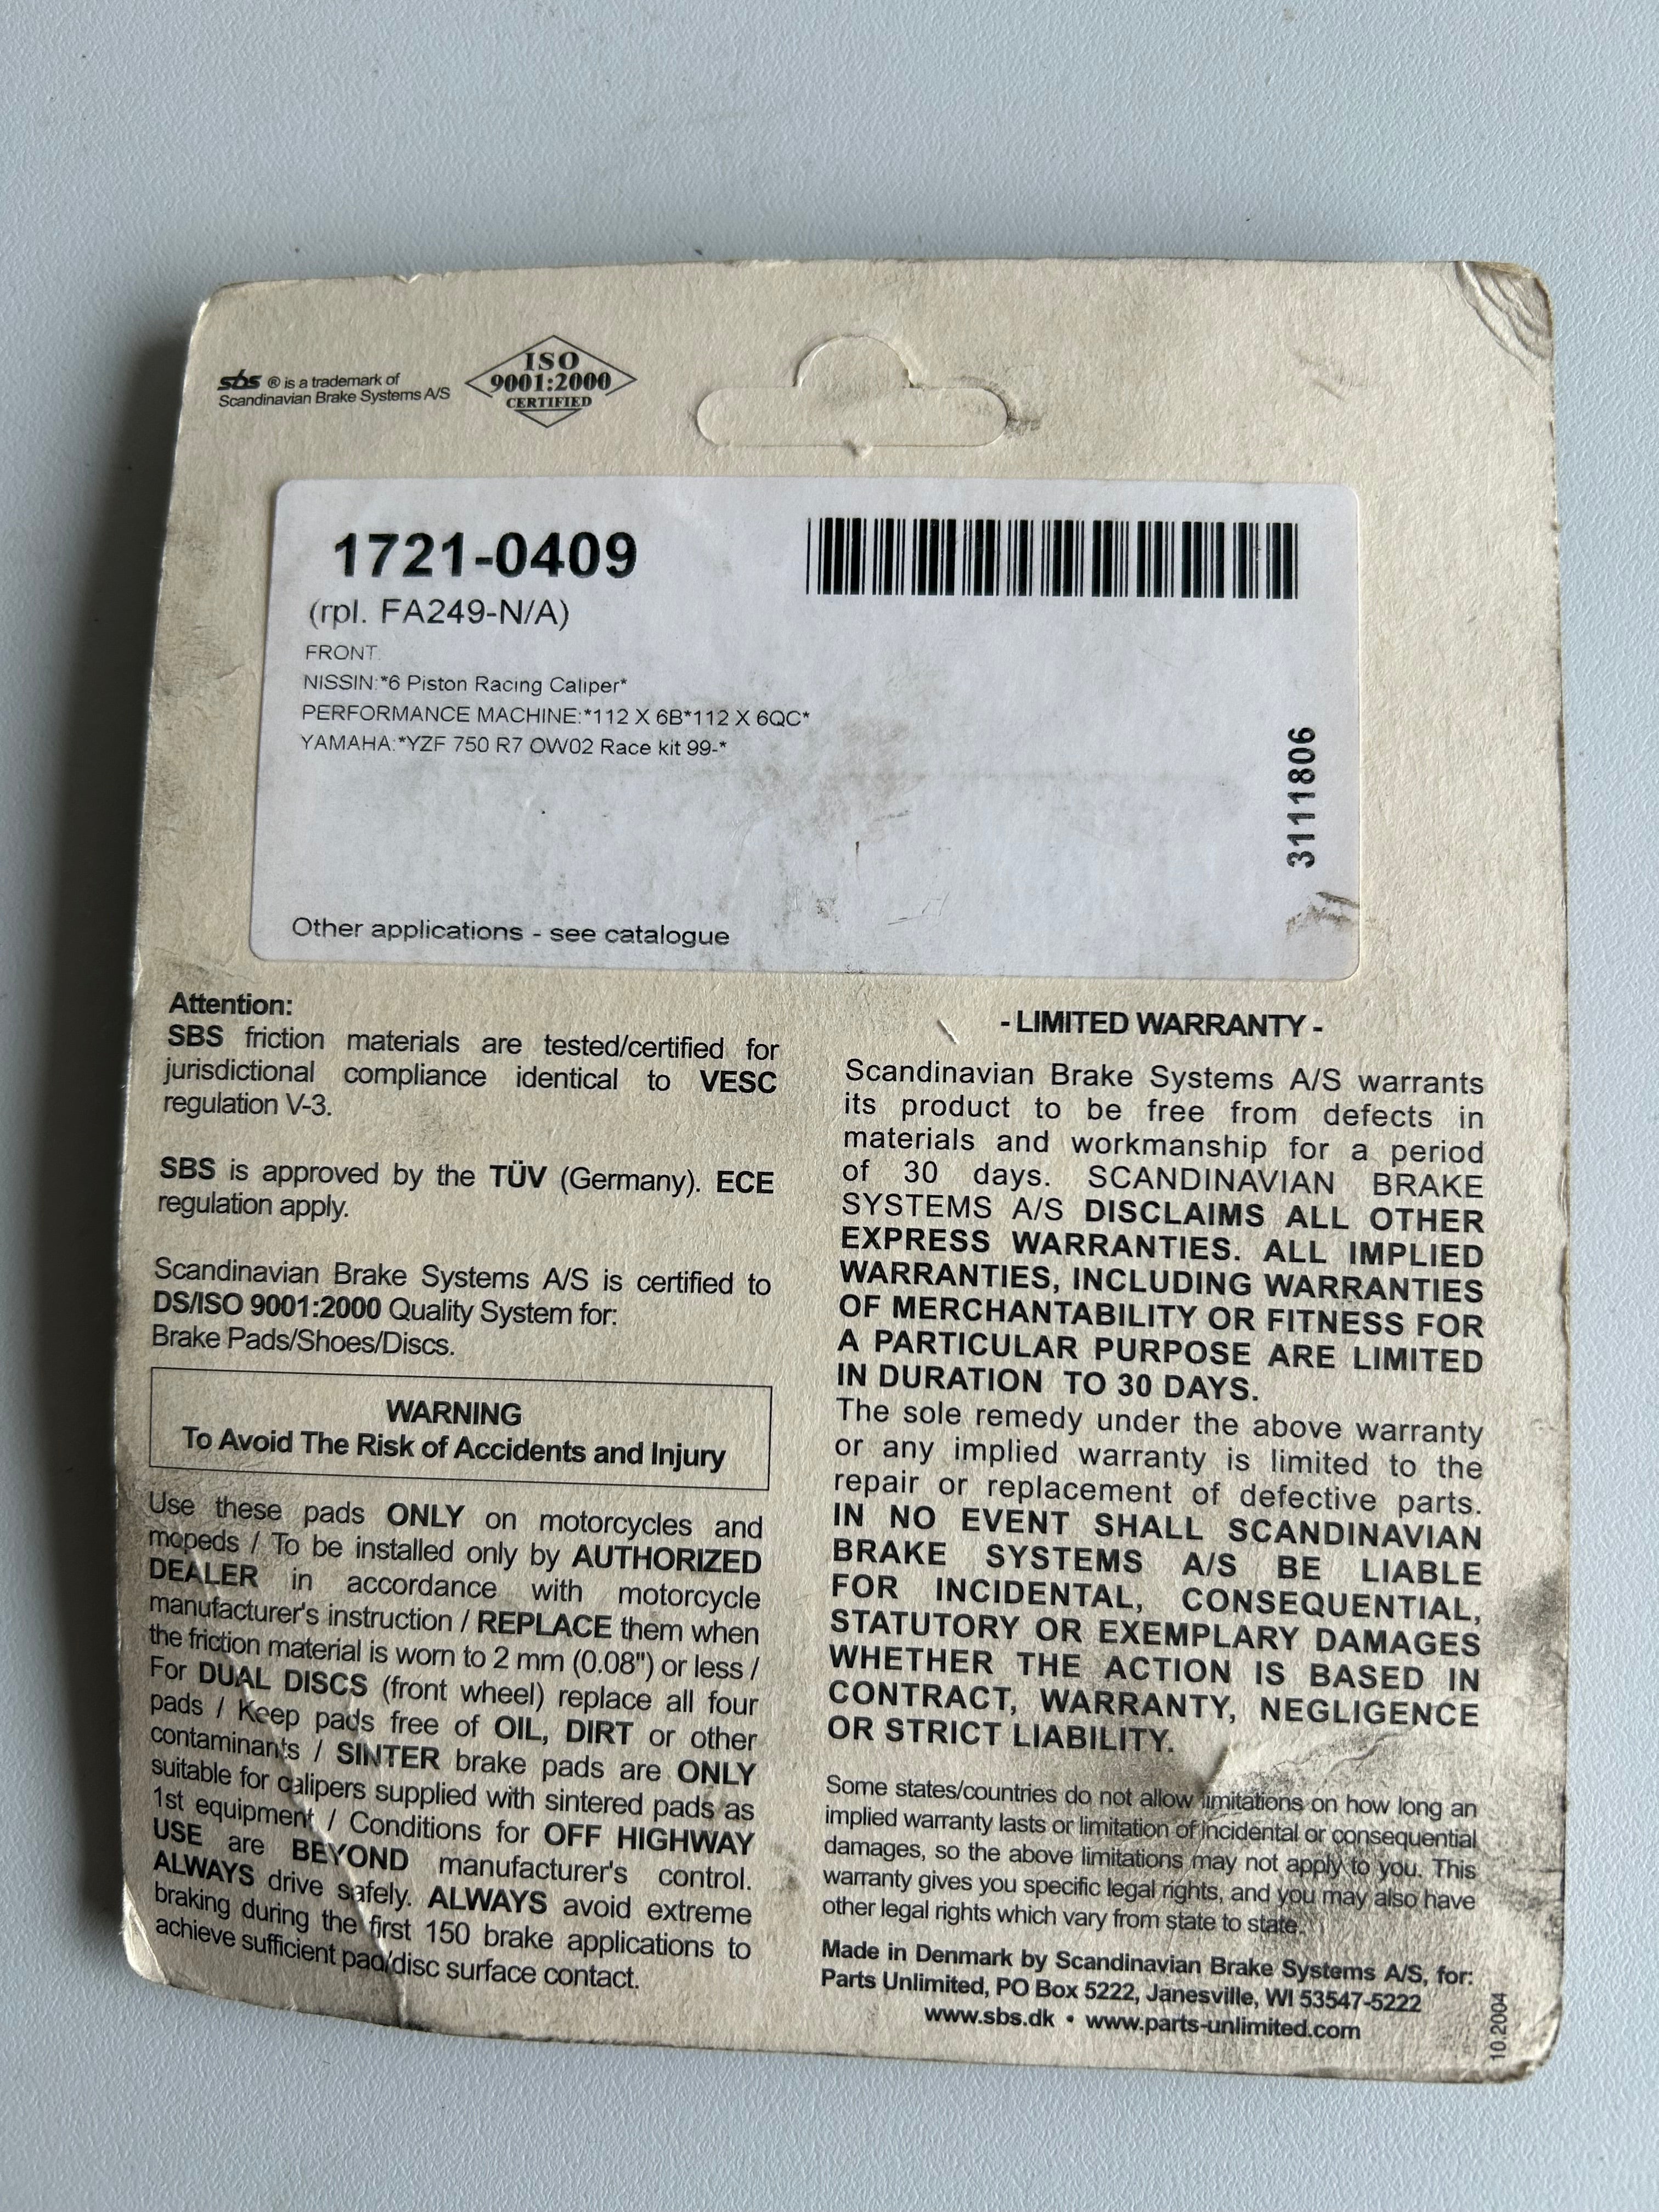 sbs ® is a trademark of
Scandinavian Brake Systems A/S
ISO
9001:2000
CERTIFIED
1721-0409
(rpl. FA249-N/A)
FRONT:
NISSIN:*6 Piston Racing Caliper*
PERFORMANCE MACHINE:*112 X 6B*112 X 6QC*
YAMAHA:*YZF 750 R7 OW02 Race kit 99-*
3111806
Other applications - see catalogue
Attention:
SBS friction materials are tested/certified for
jurisdictional compliance identical to VESC
regulation V-3.
SBS is approved by the TÜV (Germany). ECE
regulation apply.
Scandinavian Brake Systems A/S is certified to
DS/ISO 9001:2000 Quality System for:
Brake Pads/Shoes/Discs.
WARNING
To Avoid The Risk of Accidents and Injury
Use these pads ONLY on motorcycles and
mopeds / To be installed only by AUTHORIZED
DEALER in accordance with motorcycle
manufacturer's instruction / REPLACE them when
the friction material is worn to 2 mm (0.08") or less /
For DUAL DISCS (front wheel) replace all four
pads / Keep pads free of OIL, DIRT or other
contaminants / SINTER brake pads are ONLY
suitable for calipers supplied with sintered pads as
1st equipment / Conditions for OFF HIGHWAY
USE are BEYOND manufacturer's control.
ALWAYS drive safely. ALWAYS avoid extreme
braking during the first 150 brake applications to
achieve sufficient pad/disc surface contact.
- LIMITED WARRANTY -
Scandinavian Brake Systems A/S warrants
its product to be free from defects in
materials and workmanship for a period
of 30 days. SCANDINAVIAN BRAKE
SYSTEMS A/S DISCLAIMS ALL OTHER
EXPRESS WARRANTIES. ALL IMPLIED
WARRANTIES, INCLUDING WARRANTIES
OF MERCHANTABILITY OR FITNESS FOR
A PARTICULAR PURPOSE ARE LIMITED
IN DURATION TO 30 DAYS.
The sole remedy under the above warranty
or any implied warranty is limited to the
repair or replacement of defective parts.
IN NO EVENT SHALL SCANDINAVIAN
BRAKE SYSTEMS A/S BE LIABLE
FOR INCIDENTAL, CONSEQUENTIAL,
STATUTORY OR EXEMPLARY DAMAGES
WHETHER THE ACTION IS BASED IN
CONTRACT, WARRANTY, NEGLIGENCE
OR STRICT LIABILITY.
Some states/countries do not allow limitations on how long an
implied warranty lasts or limitation of incidental or consequential
damages, so the above limitations may not apply to you. This
warranty gives you specific legal rights, and you may also have
other legal rights which vary from state to state.
Made in Denmark by Scandinavian Brake Systems A/S, for:
Parts Unlimited, PO Box 5222, Janesville, WI 53547-5222
www.sbs.dk • www.parts-unlimited.com
10.2004